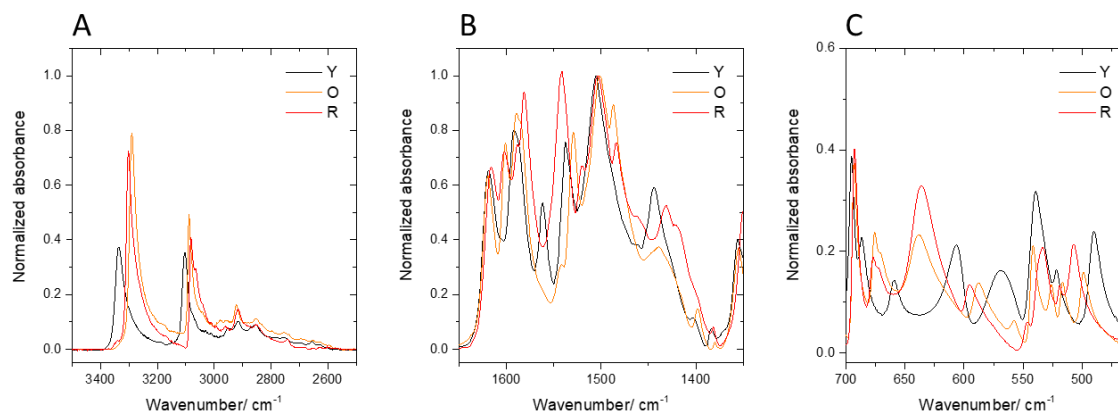 A
B
C
Y
O
R
Y
O
R
Y
O
R
Normalized absorbance
1.0
0.8
0.6
0.4
0.2
0.0
3400
3200
3000
2800
2600
Wavenumber/ cm⁻¹
Normalized absorbance
1.0
0.8
0.6
0.4
0.2
0.0
1600
1500
1400
Wavenumber/ cm⁻¹
Normalized absorbance
0.6
0.4
0.2
0.0
700
650
600
550
500
Wavenumber/ cm⁻¹